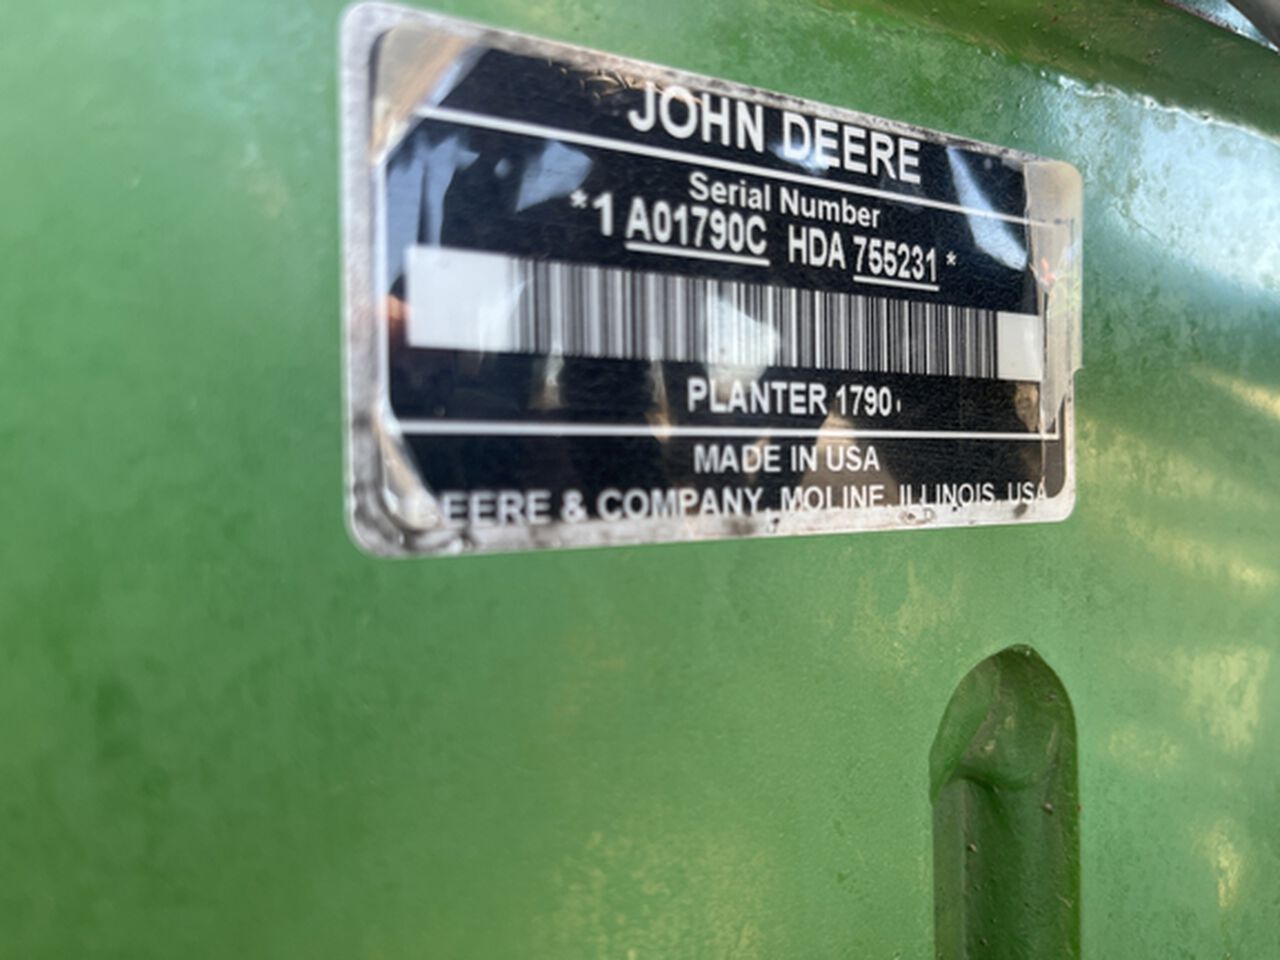 JOHN DEERE
Serial Number
*1 A01790C HDA 755231 *
PLANTER 1790
MADE IN USA
DEERE & COMPANY, MOLINE, ILLINOIS, USA